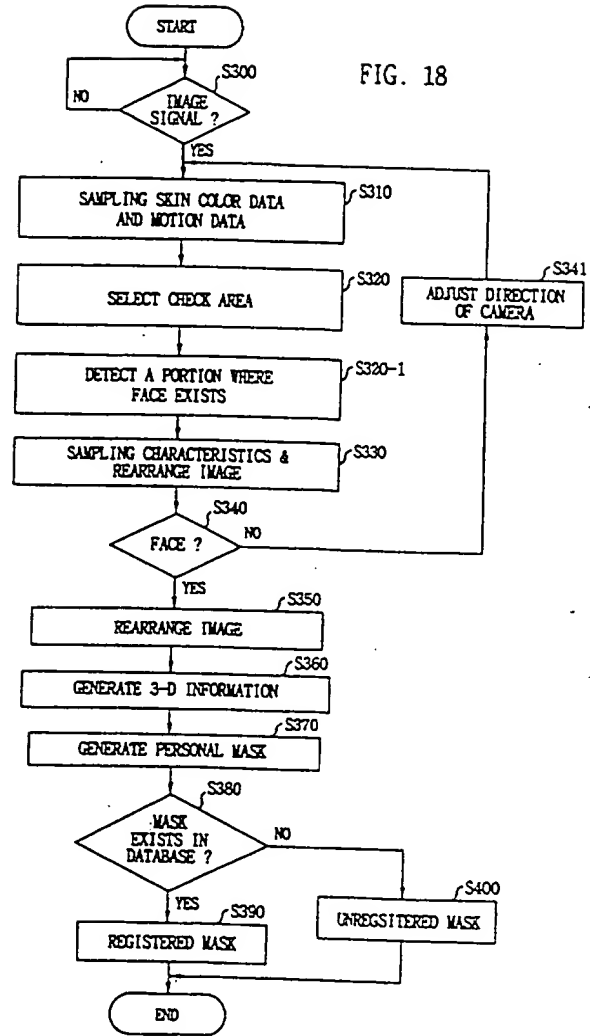 START
FIG. 18
S300
NO
IMAGE
SIGNAL ?
YES
S310
SAMPLING SKIN COLOR DATA
AND MOTION DATA
S320
SELECT CHECK AREA
S341
ADJUST DIRECTION
OF CAMERA
S320-1
DETECT A PORTION WHERE
FACE EXISTS
S330
SAMPLING CHARACTERISTICS &
REARRANGE IMAGE
S340
FACE ?
NO
YES
S350
REARRANGE IMAGE
S360
GENERATE 3-D INFORMATION
S370
GENERATE PERSONAL MASK
S380
MASK
EXISTS IN
DATABASE ?
NO
YES
S390
REGISTERED MASK
S400
UNREGSITERED MASK
END